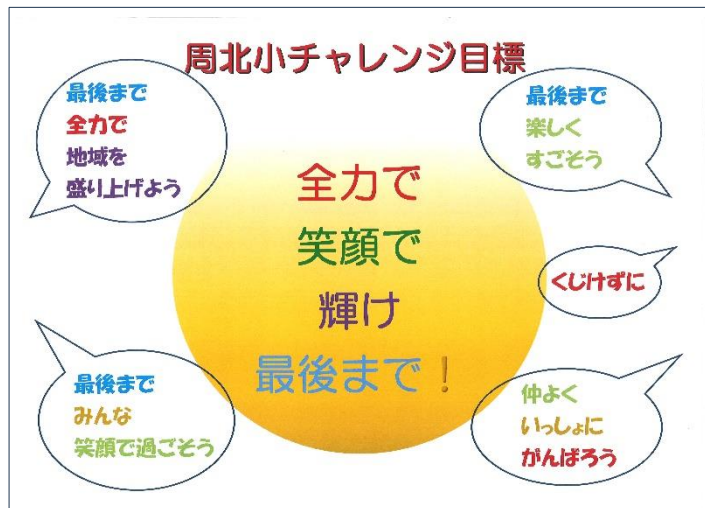 周北小チャレンジ目標
最後まで
全力で
地域を
盛り上げよう
最後まで
楽しく
すごそう
全力で
笑顔で
輝け
最後まで！
くじけずに
最後まで
みんな
笑顔で過ごそう
仲よく
いっしょに
がんばろう